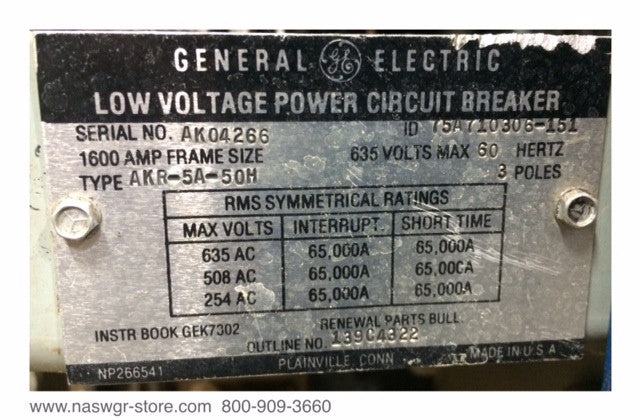 GENERAL GE ELECTRIC
LOW VOLTAGE POWER CIRCUIT BREAKER
SERIAL NO. AK04266 ID 75A710306-151
1600 AMP FRAME SIZE 635 VOLTS MAX 60 HERTZ
TYPE AKR-5A-50H 3 POLES
RMS SYMMETRICAL RATINGS
MAX VOLTS INTERRUPT. SHORT TIME
635 AC 65,000A 65,000A
508 AC 65,000A 65,00CA
254 AC 65,000A 65,000A
INSTR BOOK GEK7302 RENEWAL PARTS BULL.
OUTLINE NO. 139C4322
NP266541 PLAINVILLE, CONN MADE IN U S A
www.naswgr-store.com 800-909-3660